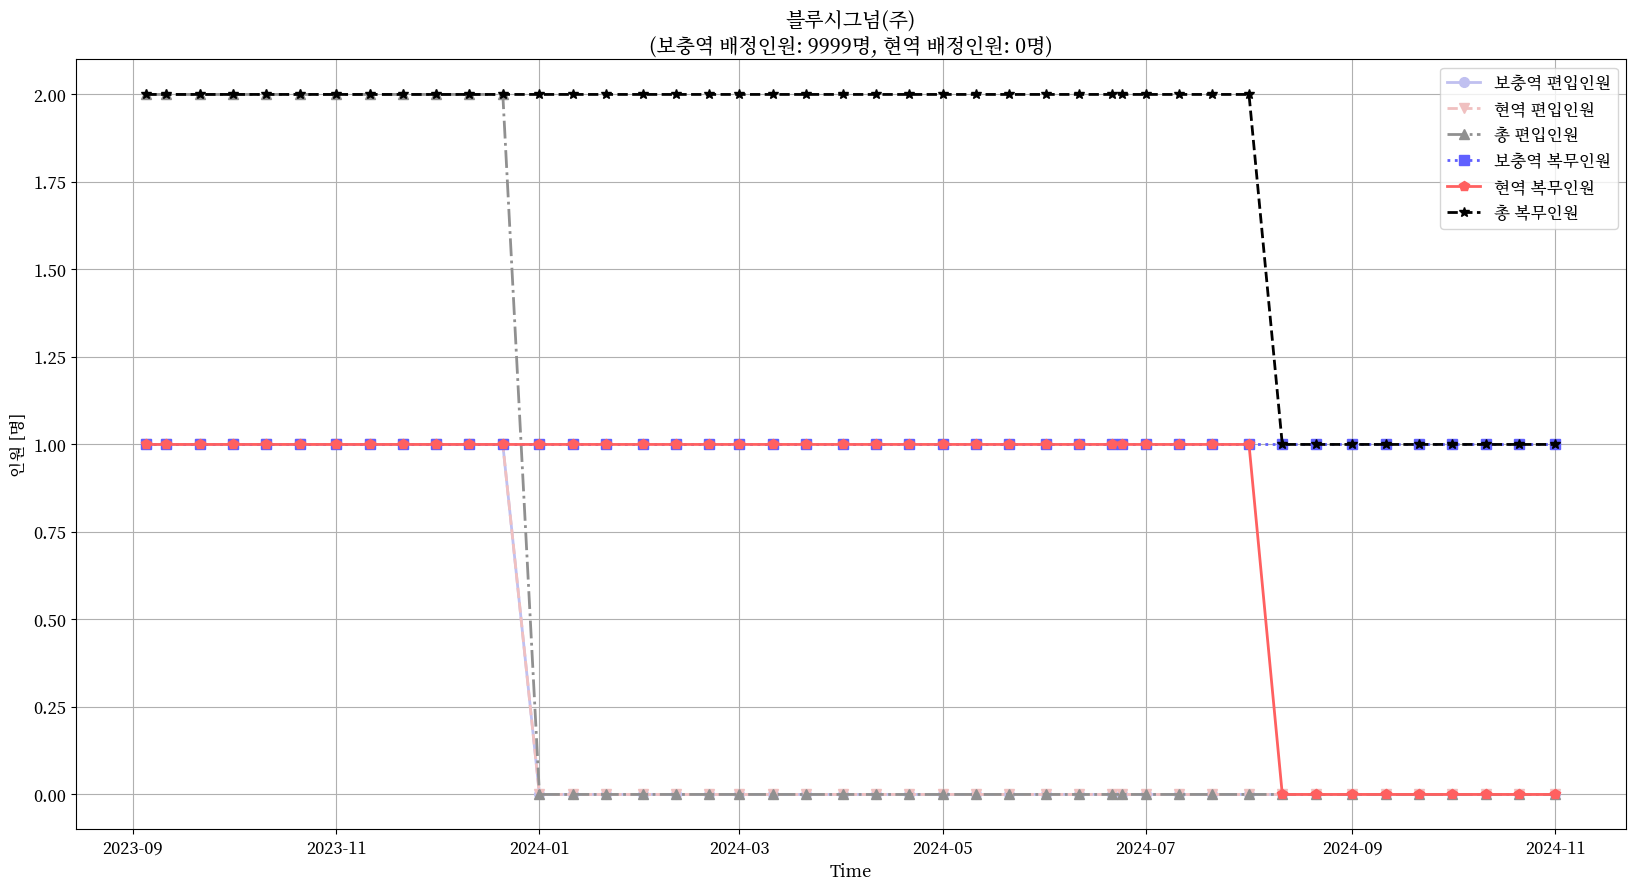 블루시그넘(주)
(보충역 배정인원: 9999명, 현역 배정인원: 0명)
보충역 편입인원
현역 편입인원
총 편입인원
보충역 복무인원
현역 복무인원
총 복무인원
2.00
1.75
1.50
1.25
1.00
0.75
0.50
0.25
0.00
인원 [명]
2023-09 2023-11 2024-01 2024-03 2024-05 2024-07 2024-09 2024-11
Time